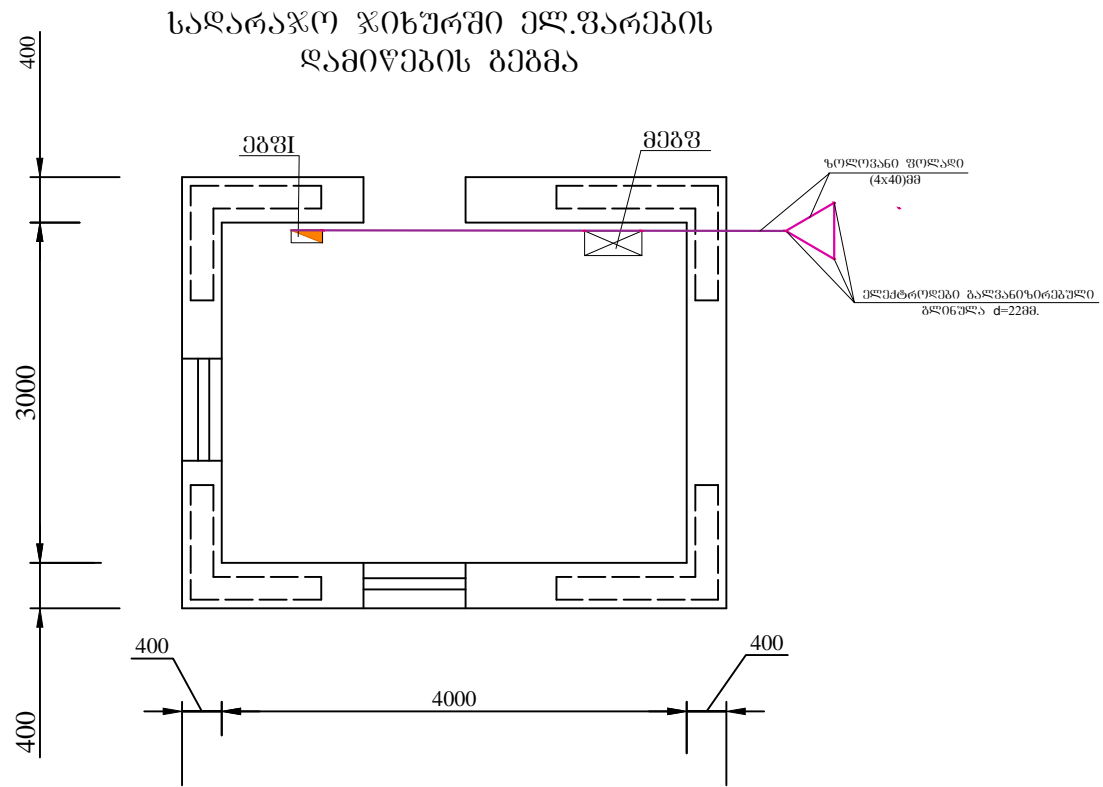 სადარაჯო ჯიხურში ელ.ფარების
დამიწების გეგმა
400
ეგფI
მეგფ
ზოლოვანი ფოლადი
(4x40)მმ
ელექტროდები გალვანიზირებული
გლინულა d=22მმ.
3000
400
400
400
4000